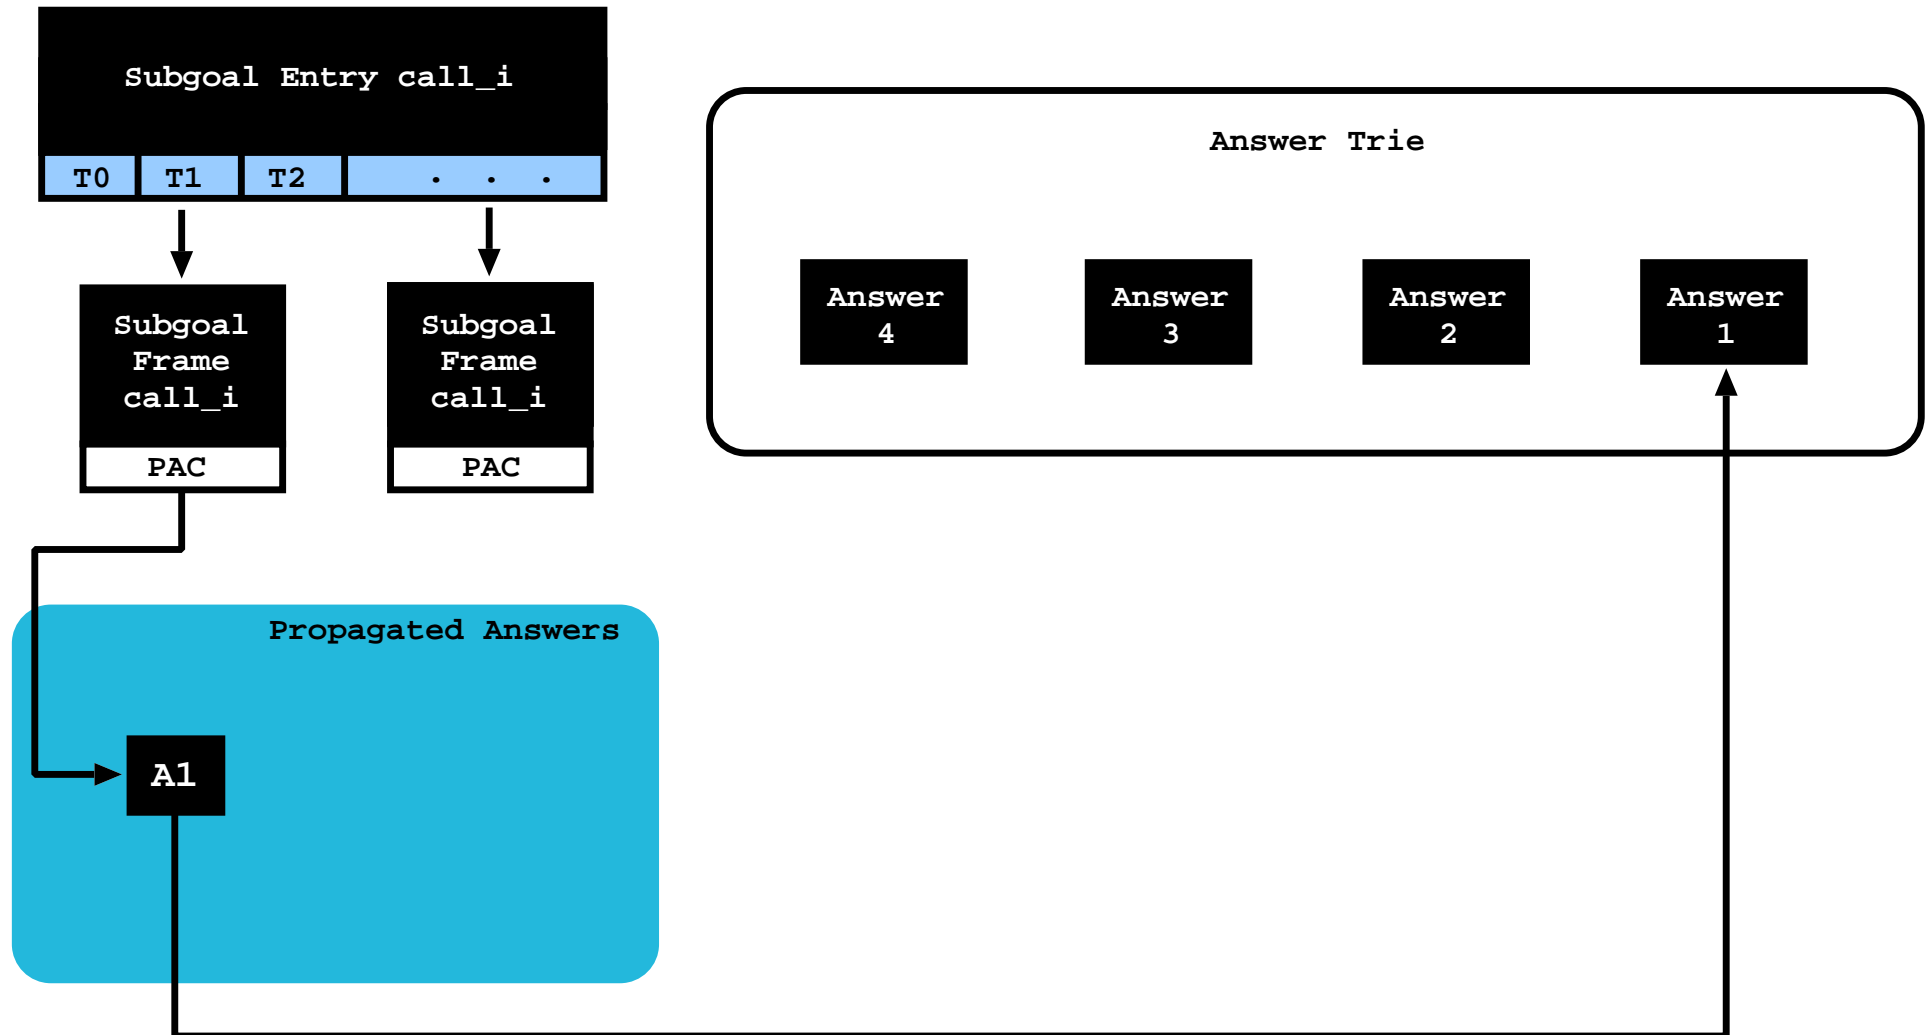 Subgoal Entry call_i
T0 T1 T2 . . .
Subgoal
Frame
call_i
PAC
Subgoal
Frame
call_i
PAC
Answer Trie
Answer
4
Answer
3
Answer
2
Answer
1
Propagated Answers
A1